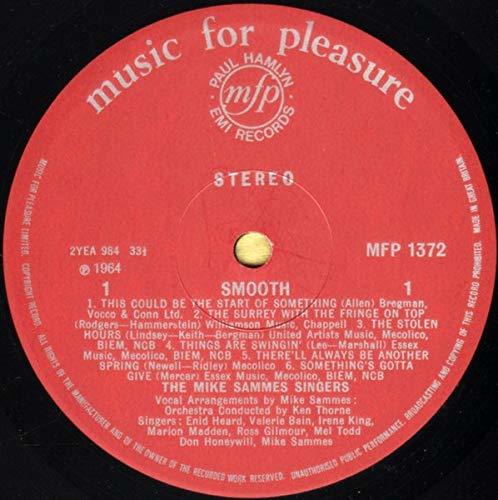 music for pleasure
PAUL HAMLYN
mfp
EMI RECORDS
STEREO
2YEA 984 33⅓
℗ 1964
MFP 1372
1 SMOOTH 1
1. THIS COULD BE THE START OF SOMETHING (Allen) Bregman,
Vocco & Conn Ltd. 2. THE SURREY WITH THE FRINGE ON TOP
(Rodgers—Hammerstein) Williamson Music, Chappell 3. THE STOLEN
HOURS (Lindsey—Keith—Bergman) United Artists Music, Mecolico,
BIEM, NCB 4. THINGS ARE SWINGIN' (Lee—Marshall) Essex
Music, Mecolico, BIEM, NCB 5. THERE'LL ALWAYS BE ANOTHER
SPRING (Newell—Ridley) Mecolico 6. SOMETHING'S GOTTA
GIVE (Mercer) Essex Music, Mecolico, BIEM, NCB
THE MIKE SAMMES SINGERS
Vocal Arrangements by Mike Sammes:
Orchestra Conducted by Ken Thorne
Singers: Enid Heard, Valerie Bain, Irene King,
Marion Madden, Ross Gilmour, Mel Todd
Don Honeywill, Mike Sammes
MUSIC FOR PLEASURE LIMITED. COPYRIGHT RECORD. ALL RIGHTS OF THE MANUFACTURER AND OF THE OWNER OF THE RECORDED WORK RESERVED. UNAUTHORISED PUBLIC PERFORMANCE, BROADCASTING AND COPYING OF THIS RECORD PROHIBITED. MADE IN GREAT BRITAIN.